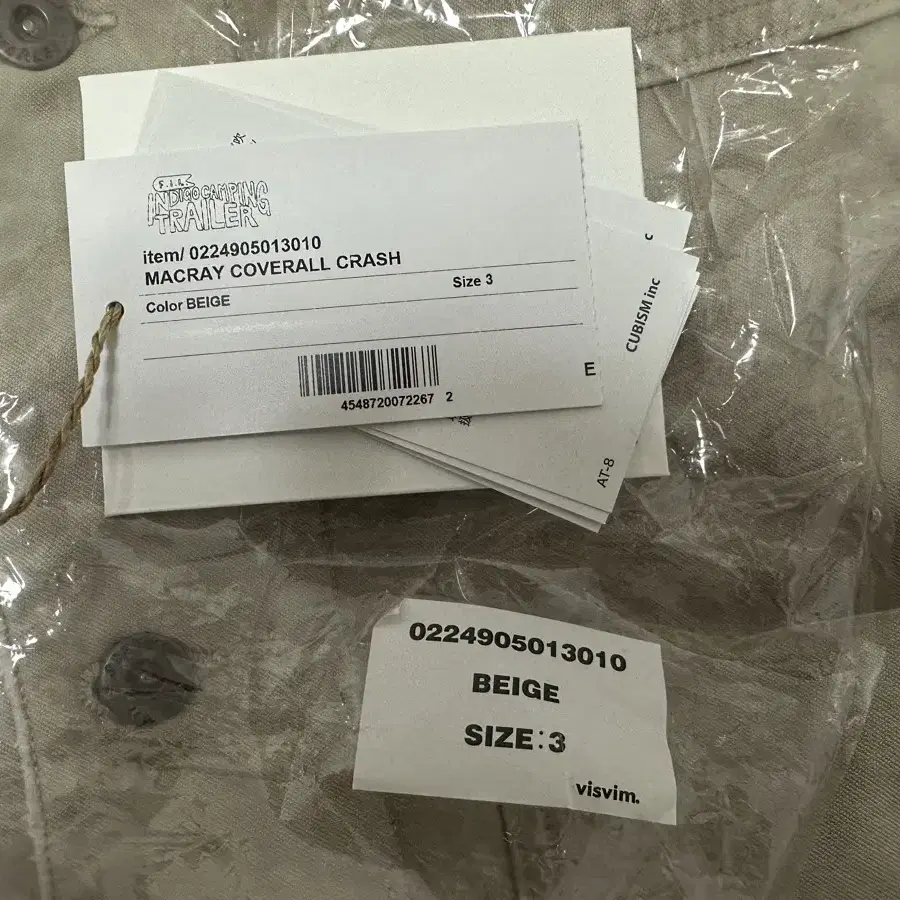 F.I.L.
INDIGO CAMPING
TRAILER
item/ 0224905013010
MACRAY COVERALL CRASH
Color BEIGE
Size 3
4548720072267 2
E
c
CUBISM inc
AT-8
0224905013010
BEIGE
SIZE:3
visvim.